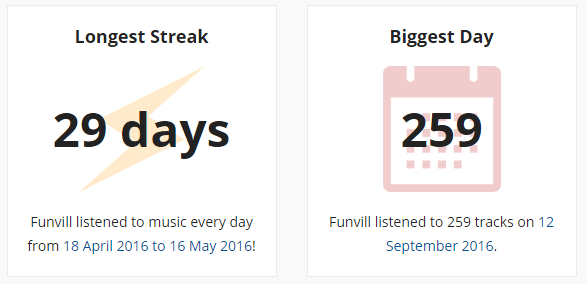 Longest Streak
29 days
Funvill listened to music every day
from 18 April 2016 to 16 May 2016!
Biggest Day
259
Funvill listened to 259 tracks on 12
September 2016.